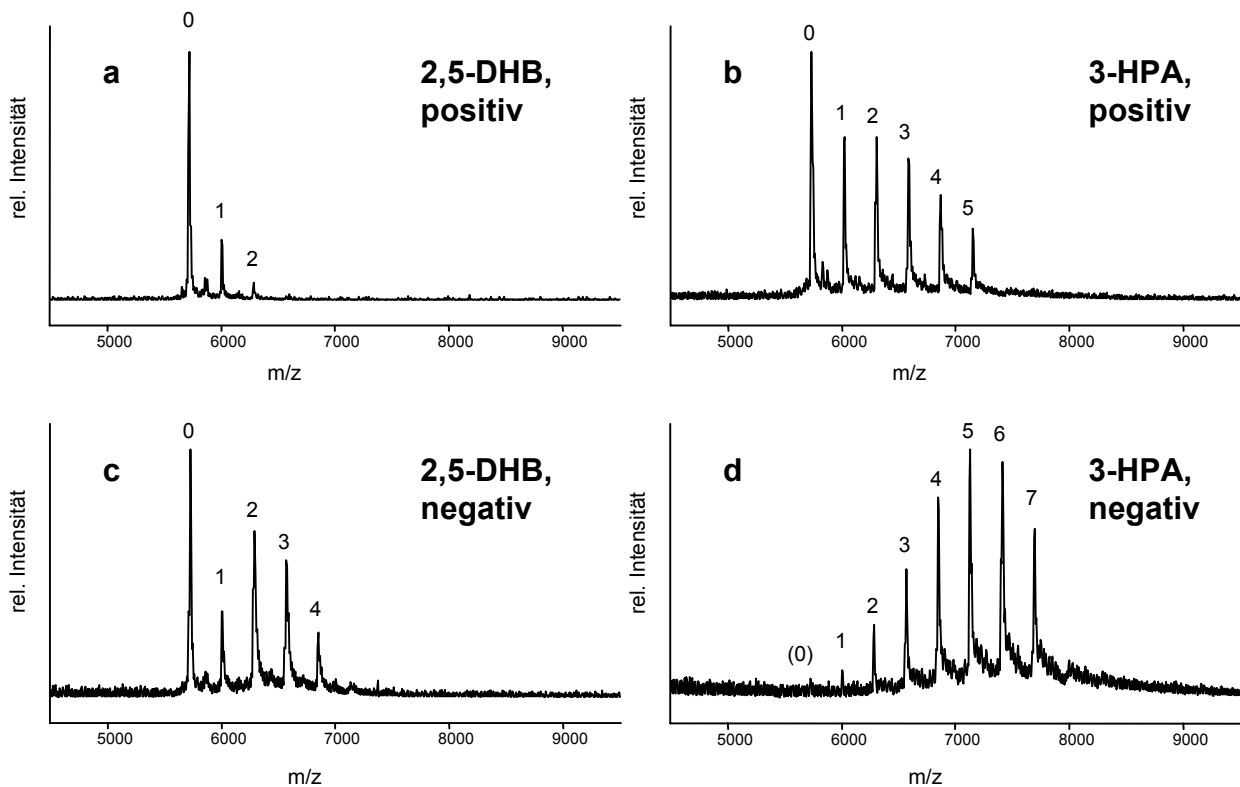 0
a
2,5-DHB,
positiv
1
2
rel. Intensität
5000 6000 7000 8000 9000
m/z
0
b
3-HPA,
positiv
1
2
3
4
5
rel. Intensität
5000 6000 7000 8000 9000
m/z
0
c
2,5-DHB,
negativ
1
2
3
4
rel. Intensität
5000 6000 7000 8000 9000
m/z
d
3-HPA,
negativ
(0)
1
2
3
4
5
6
7
rel. Intensität
5000 6000 7000 8000 9000
m/z